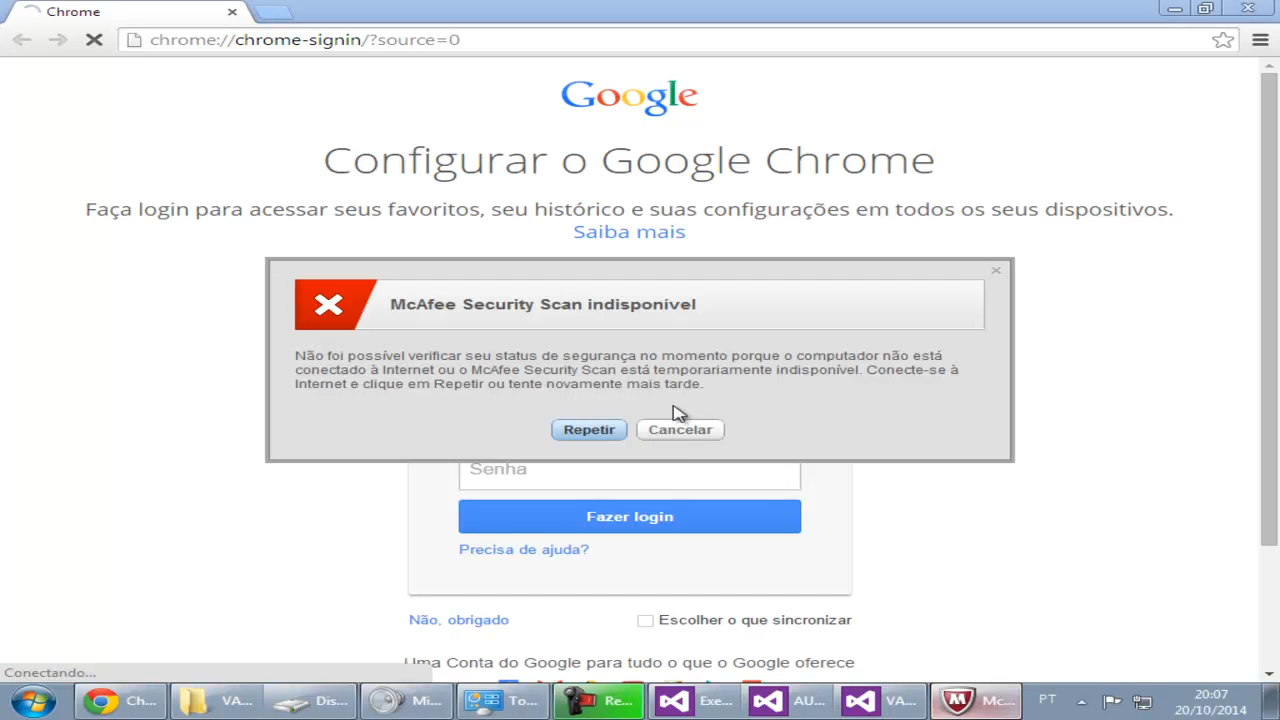 Chrome
chrome://chrome-signin/?source=0
Google
Configurar o Google Chrome
Faça login para acessar seus favoritos, seu histórico e suas configurações em todos os seus dispositivos.
Saiba mais
McAfee Security Scan indisponível
Não foi possível verificar seu status de segurança no momento porque o computador não está
conectado à Internet ou o McAfee Security Scan está temporariamente indisponível. Conecte-se à
Internet e clique em Repetir ou tente novamente mais tarde.
Repetir Cancelar
Senha
Fazer login
Precisa de ajuda?
Não, obrigado Escolher o que sincronizar
Uma Conta do Google para tudo o que o Google oferece
Conectando...
Ch... VA... Dis... Mi... To... Re... Exe... AU... VA... Mc... PT 20:07
20/10/2014